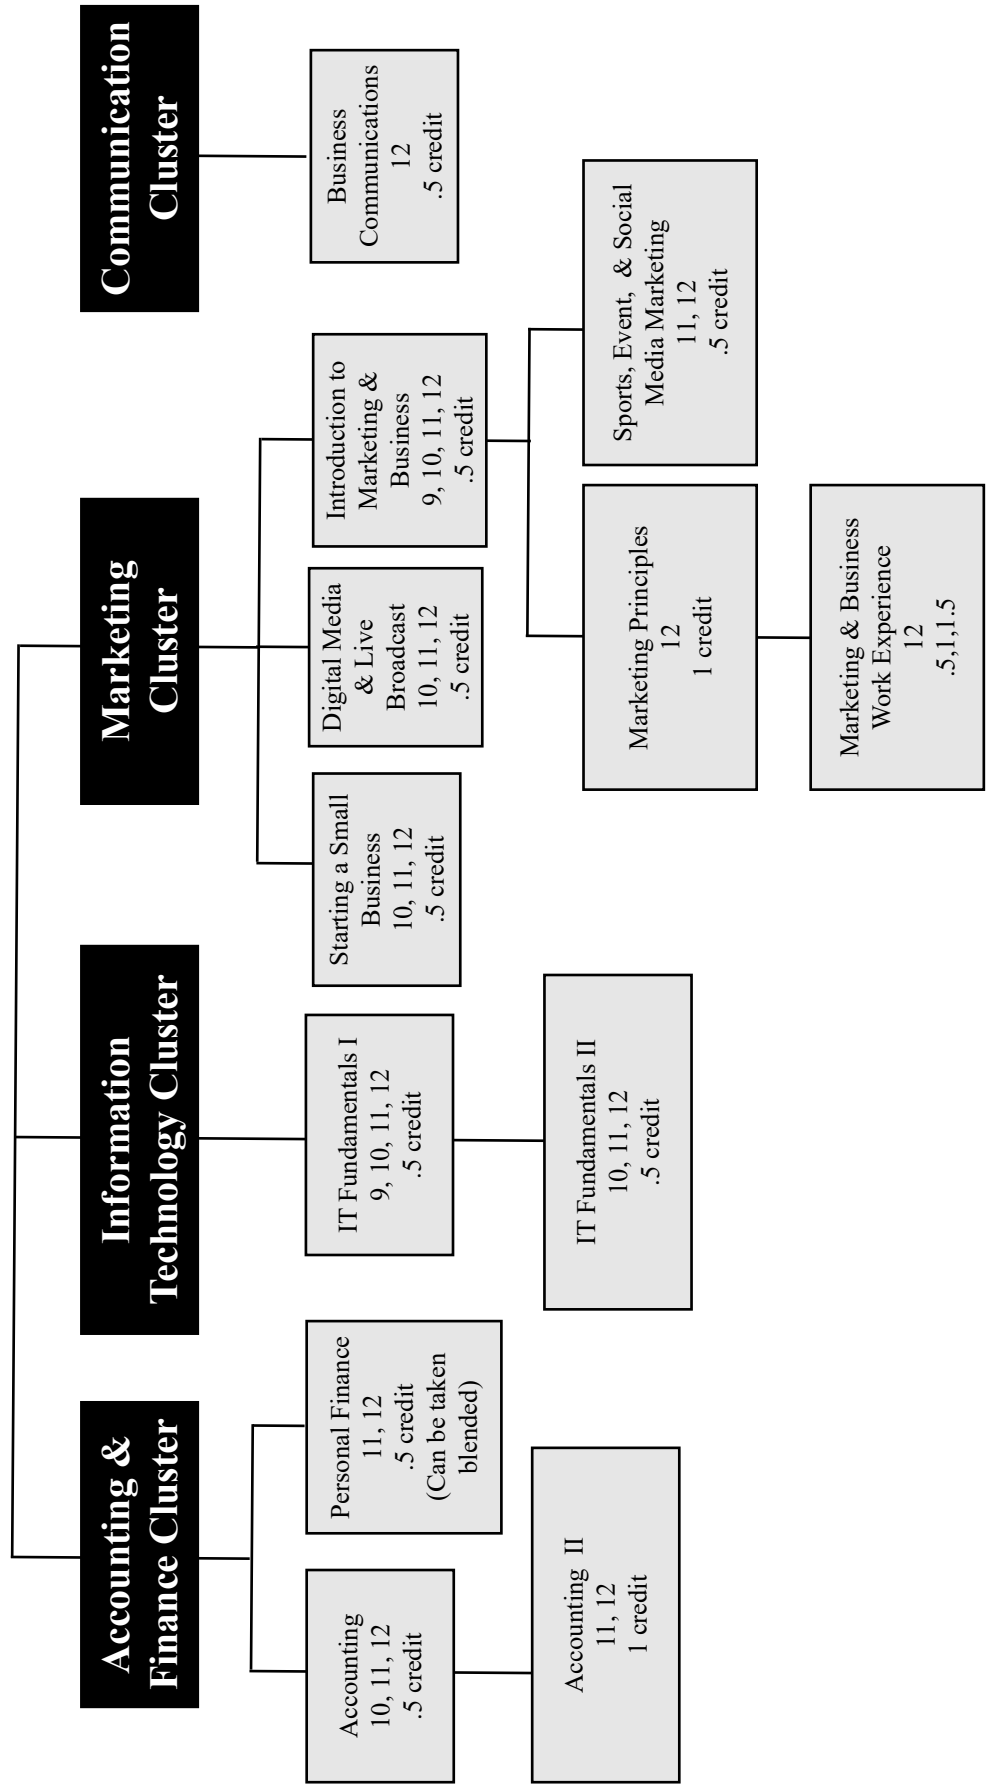 Accounting &
Finance Cluster
Information
Technology Cluster
Marketing
Cluster
Communication
Cluster
Accounting
10, 11, 12
.5 credit
Personal Finance
11, 12
.5 credit
(Can be taken
blended)
Accounting  II
11, 12
1 credit
IT Fundamentals I
9, 10, 11, 12
.5 credit
IT Fundamentals II
10, 11, 12
.5 credit
Starting a Small
Business
10, 11, 12
.5 credit
Digital Media
& Live
Broadcast
10, 11, 12
.5 credit
Introduction to
Marketing &
Business
9, 10, 11, 12
.5 credit
Marketing Principles
12
1 credit
Sports, Event,  & Social
Media Marketing
11, 12
.5 credit
Marketing & Business
Work Experience
12
.5,1,1.5
Business
Communications
12
.5 credit